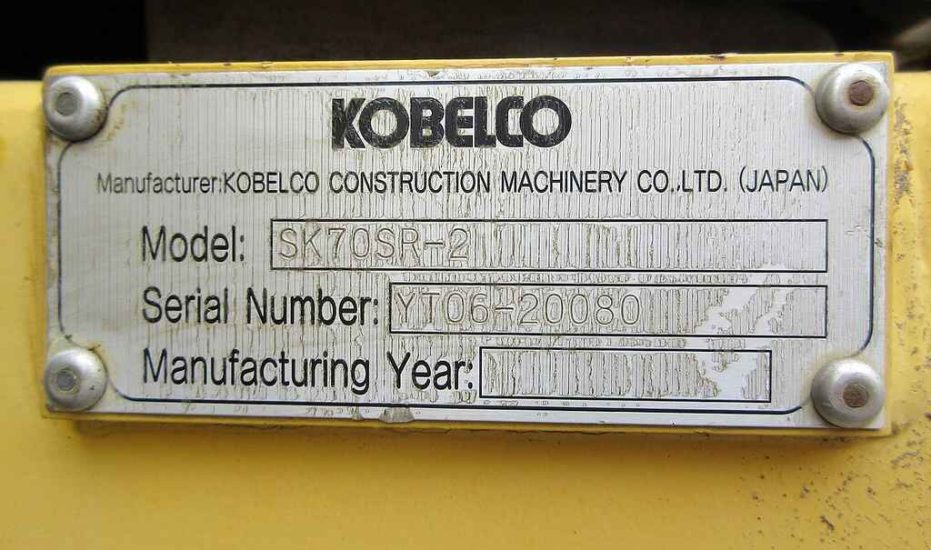 KOBELCO
Manufacturer:KOBELCO CONSTRUCTION MACHINERY CO.,LTD. (JAPAN)
Model: SK70SR-2
Serial Number: YT06-20080
Manufacturing Year: